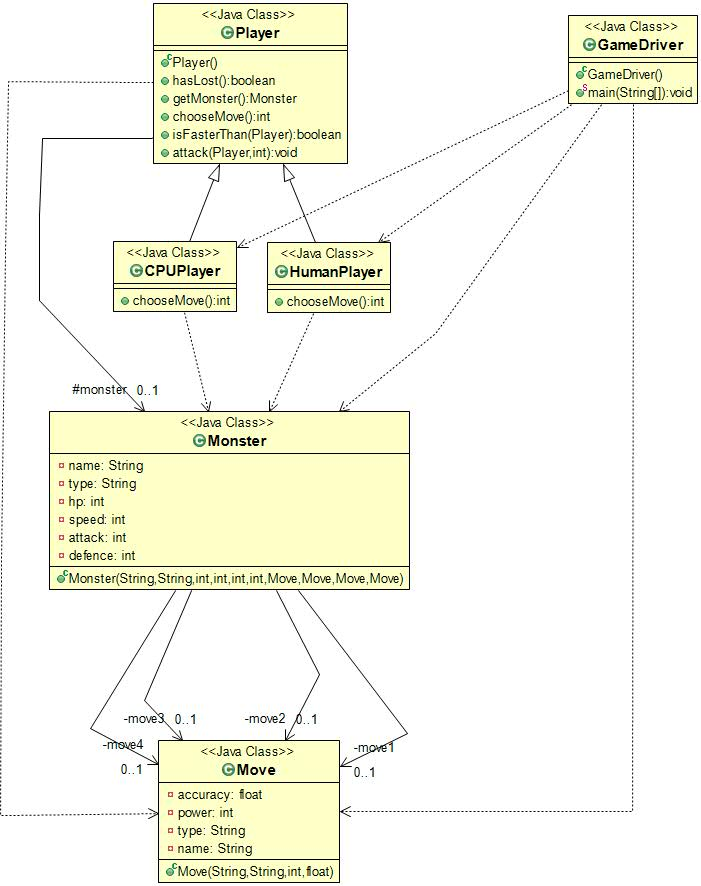 <<Java Class>>
Player
Player()
hasLost():boolean
getMonster():Monster
chooseMove():int
isFasterThan(Player):boolean
attack(Player,int):void
<<Java Class>>
GameDriver
GameDriver()
main(String[]):void
<<Java Class>>
CPUPlayer
chooseMove():int
<<Java Class>>
HumanPlayer
chooseMove():int
#monster 0..1
<<Java Class>>
Monster
name: String
type: String
hp: int
speed: int
attack: int
defence: int
Monster(String,String,int,int,int,int,Move,Move,Move,Move)
-move3 0..1
-move2 0..1
-move4
0..1
-move1
0..1
<<Java Class>>
Move
accuracy: float
power: int
type: String
name: String
Move(String,String,int,float)